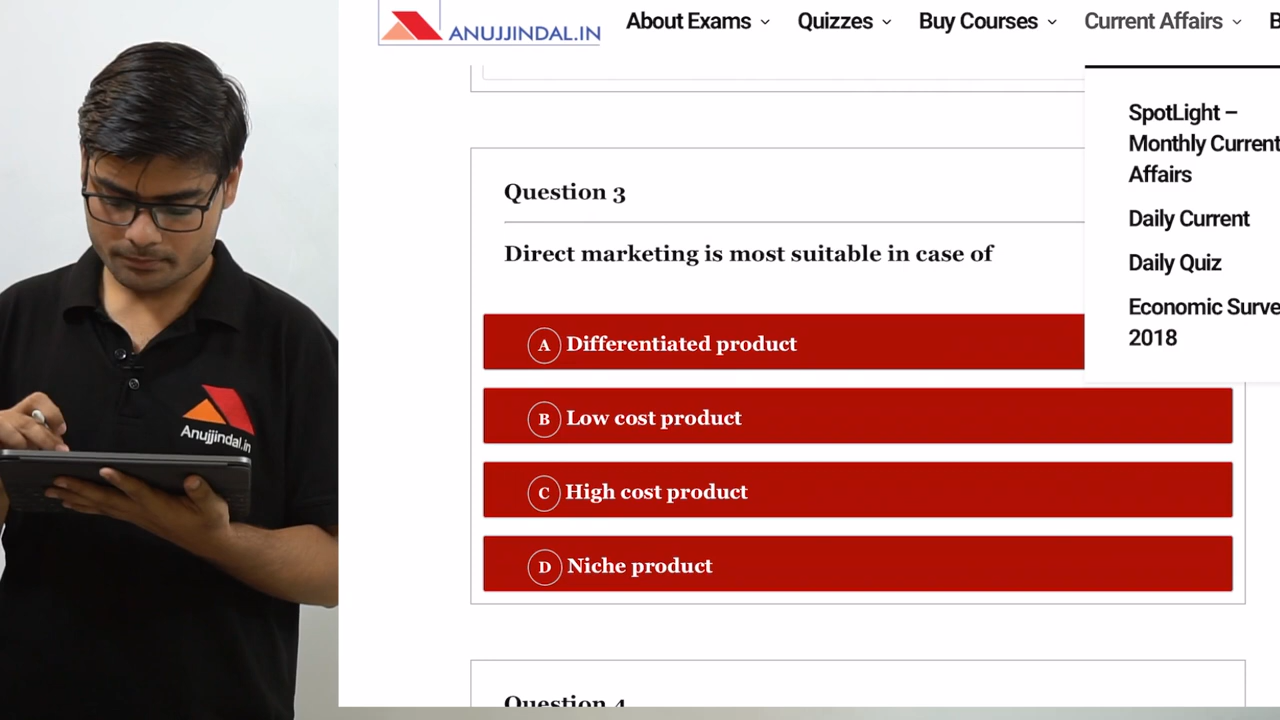 ANUJJINDAL.IN
About Exams
Quizzes
Buy Courses
Current Affairs
B
SpotLight –
Monthly Current
Affairs
Daily Current
Daily Quiz
Economic Surve
2018
Question 3
Direct marketing is most suitable in case of
A Differentiated product
B Low cost product
C High cost product
D Niche product
Question 4
Anujjindal.in